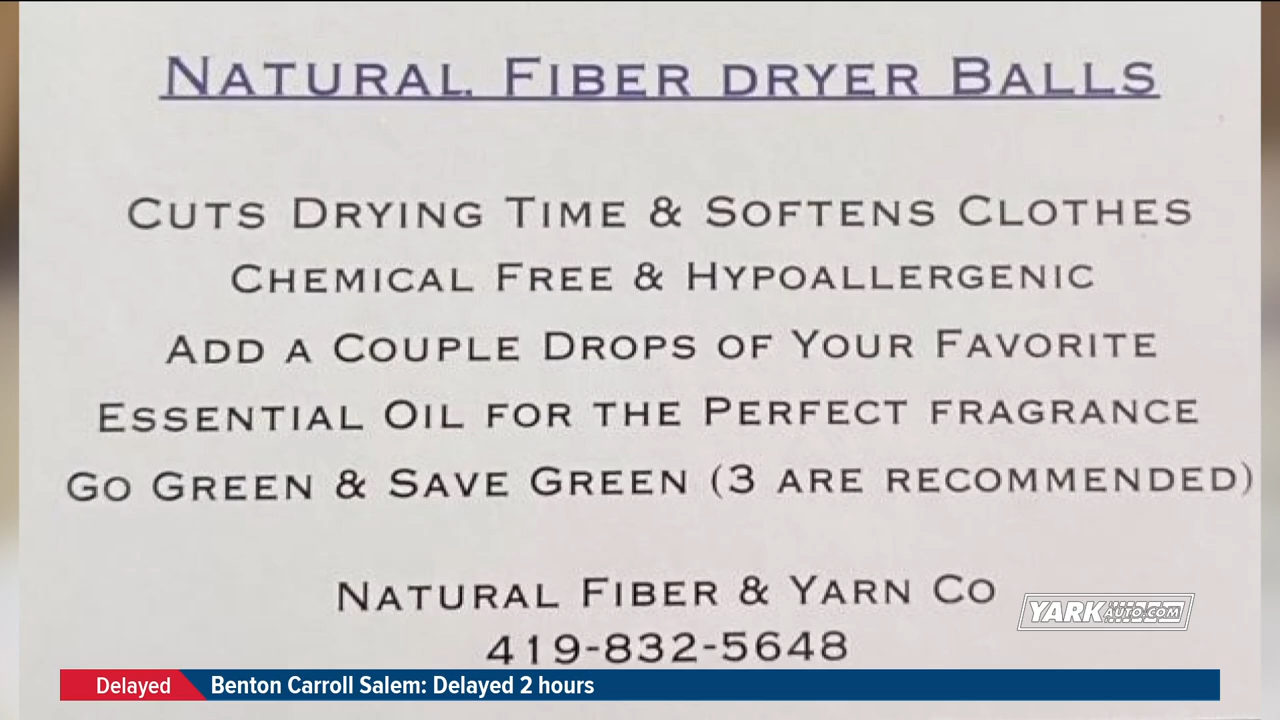 NATURAL FIBER DRYER BALLS
CUTS DRYING TIME & SOFTENS CLOTHES
CHEMICAL FREE & HYPOALLERGENIC
ADD A COUPLE DROPS OF YOUR FAVORITE
ESSENTIAL OIL FOR THE PERFECT FRAGRANCE
GO GREEN & SAVE GREEN (3 ARE RECOMMENDED)
NATURAL FIBER & YARN CO
YARKAUTO.COM
419-832-5648
Delayed Benton Carroll Salem: Delayed 2 hours